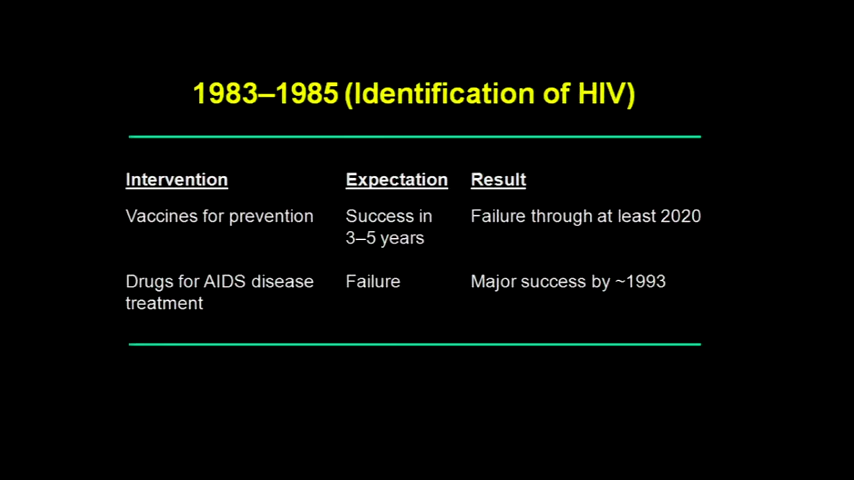 1983–1985 (Identification of HIV)
Intervention Expectation Result
Vaccines for prevention Success in Failure through at least 2020
3–5 years
Drugs for AIDS disease Failure Major success by ~1993
treatment